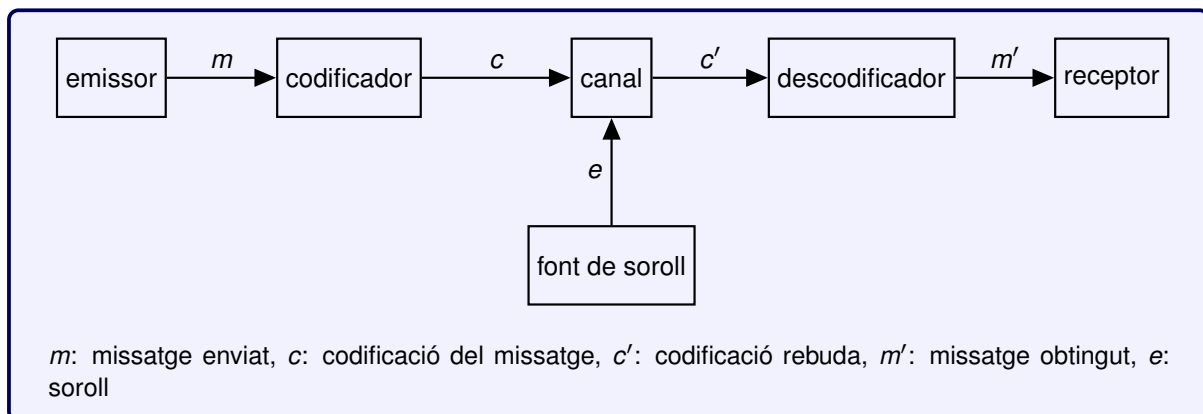 m c c′ m′
emissor codificador canal descodificador receptor
e
font de soroll
m: missatge enviat, c: codificació del missatge, c′: codificació rebuda, m′: missatge obtingut, e:
soroll